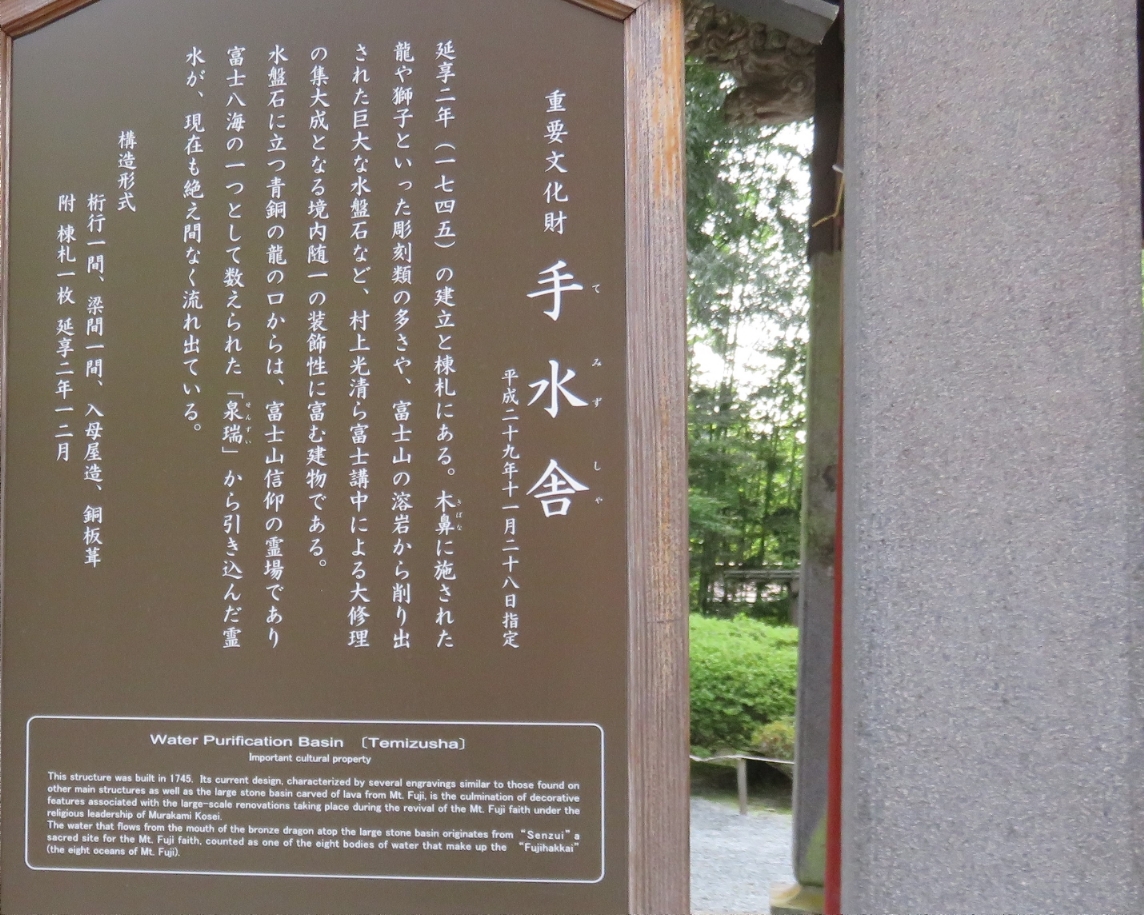 重要文化財 手水舎
てみずしや
平成二十九年十一月二十八日指定
延享二年（一七四五）の建立と棟札にある。木鼻に施された
きばな
龍や獅子といった彫刻類の多さや、富士山の溶岩から削り出
された巨大な水盤石など、村上光清ら富士講中による大修理
の集大成となる境内随一の装飾性に富む建物である。
水盤石に立つ青銅の龍の口からは、富士山信仰の霊場であり
富士八海の一つとして数えられた「泉瑞」から引き込んだ霊
せんずい
水が、現在も絶え間なく流れ出ている。
構造形式
桁行一間、梁間一間、入母屋造、銅板葺
附 棟札一枚 延享二年一二月
Water Purification Basin 〔Temizusha〕
Important cultural property
This structure was built in 1745. Its current design, characterized by several engravings similar to those found on
other main structures as well as the large stone basin carved of lava from Mt. Fuji, is the culmination of decorative
features associated with the large-scale renovations taking place during the revival of the Mt. Fuji faith under the
religious leadership of Murakami Kosei.
The water that flows from the mouth of the bronze dragon atop the large stone basin originates from “Senzui” a
sacred site for the Mt. Fuji faith, counted as one of the eight bodies of water that make up the “Fujihakkai”
(the eight oceans of Mt. Fuji).